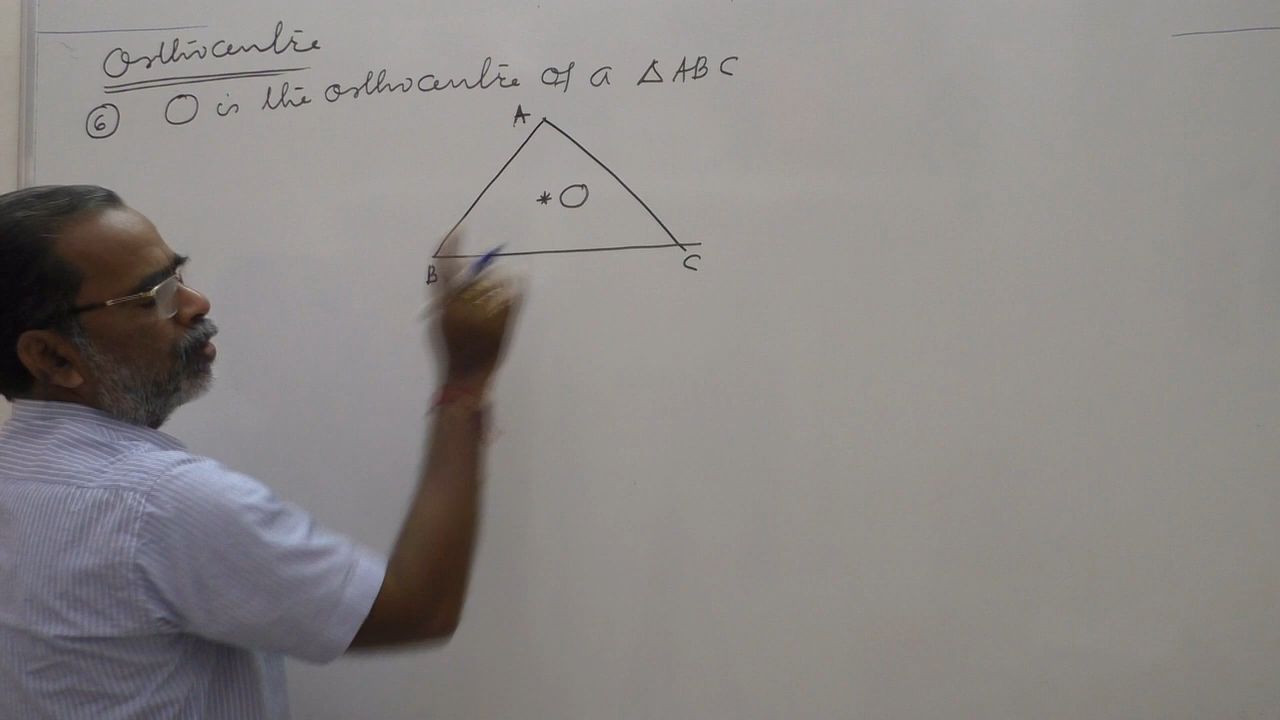 Orthocentre
⑥ O is the orthocentre of a △ ABC
A
* O
B
C